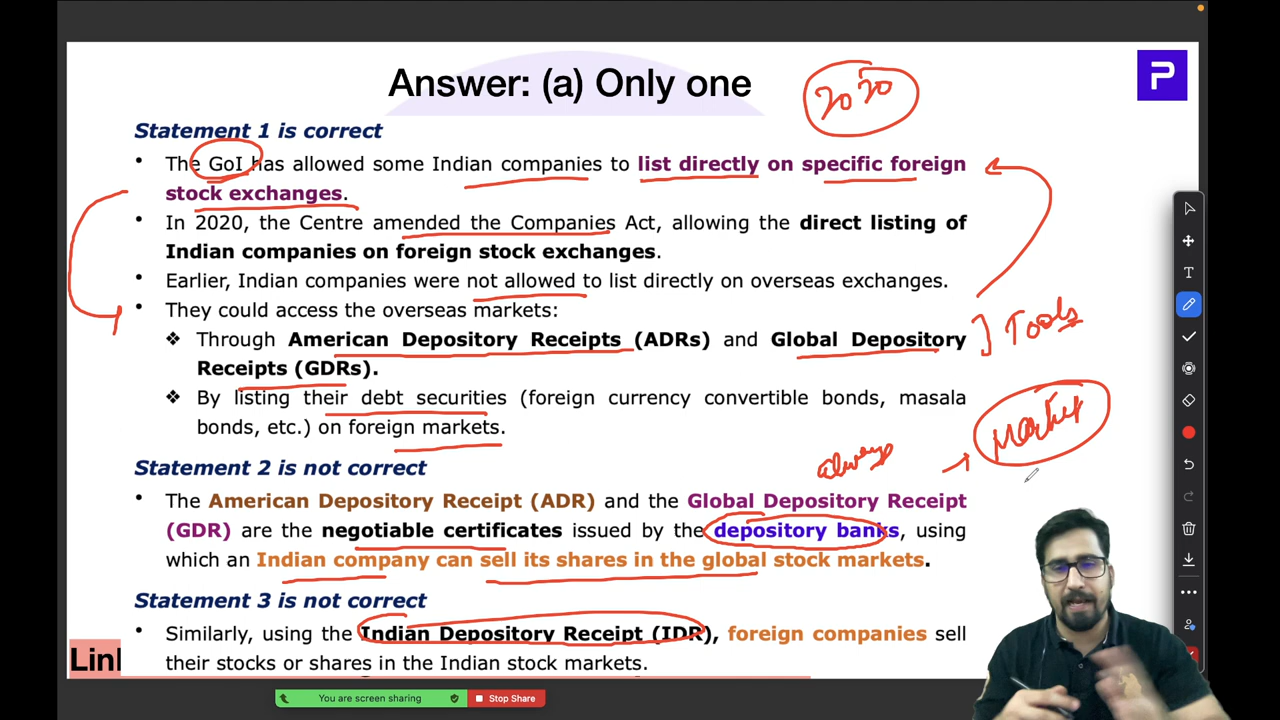 Answer: (a) Only one
2020
P
Statement 1 is correct
• The GoI has allowed some Indian companies to list directly on specific foreign
stock exchanges.
• In 2020, the Centre amended the Companies Act, allowing the direct listing of
Indian companies on foreign stock exchanges.
• Earlier, Indian companies were not allowed to list directly on overseas exchanges.
• They could access the overseas markets:
❖ Through American Depository Receipts (ADRs) and Global Depository
Receipts (GDRs).
Tools
❖ By listing their debt securities (foreign currency convertible bonds, masala
bonds, etc.) on foreign markets.
Market
Statement 2 is not correct
always
• The American Depository Receipt (ADR) and the Global Depository Receipt
(GDR) are the negotiable certificates issued by the depository banks, using
which an Indian company can sell its shares in the global stock markets.
Statement 3 is not correct
• Similarly, using the Indian Depository Receipt (IDR), foreign companies sell
their stocks or shares in the Indian stock markets.
Lin
You are screen sharing
Stop Share
T